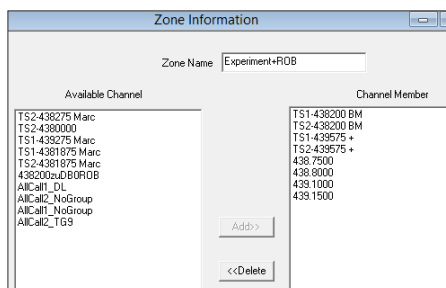 Zone Information
Zone Name Experiment+ROB
Available Channel
TS2-438275 Marc
TS2-4380000
TS1-439275 Marc
TS1-4381875 Marc
TS2-4381875 Marc
438200zuDB0ROB
AllCall1_DL
AllCall2_NoGroup
AllCall1_NoGroup
AllCall2_TG9
Add>>
<<Delete
Channel Member
TS1-438200 BM
TS2-438200 BM
TS1-439575 +
TS2-439575 +
438.7500
438.8000
439.1000
439.1500